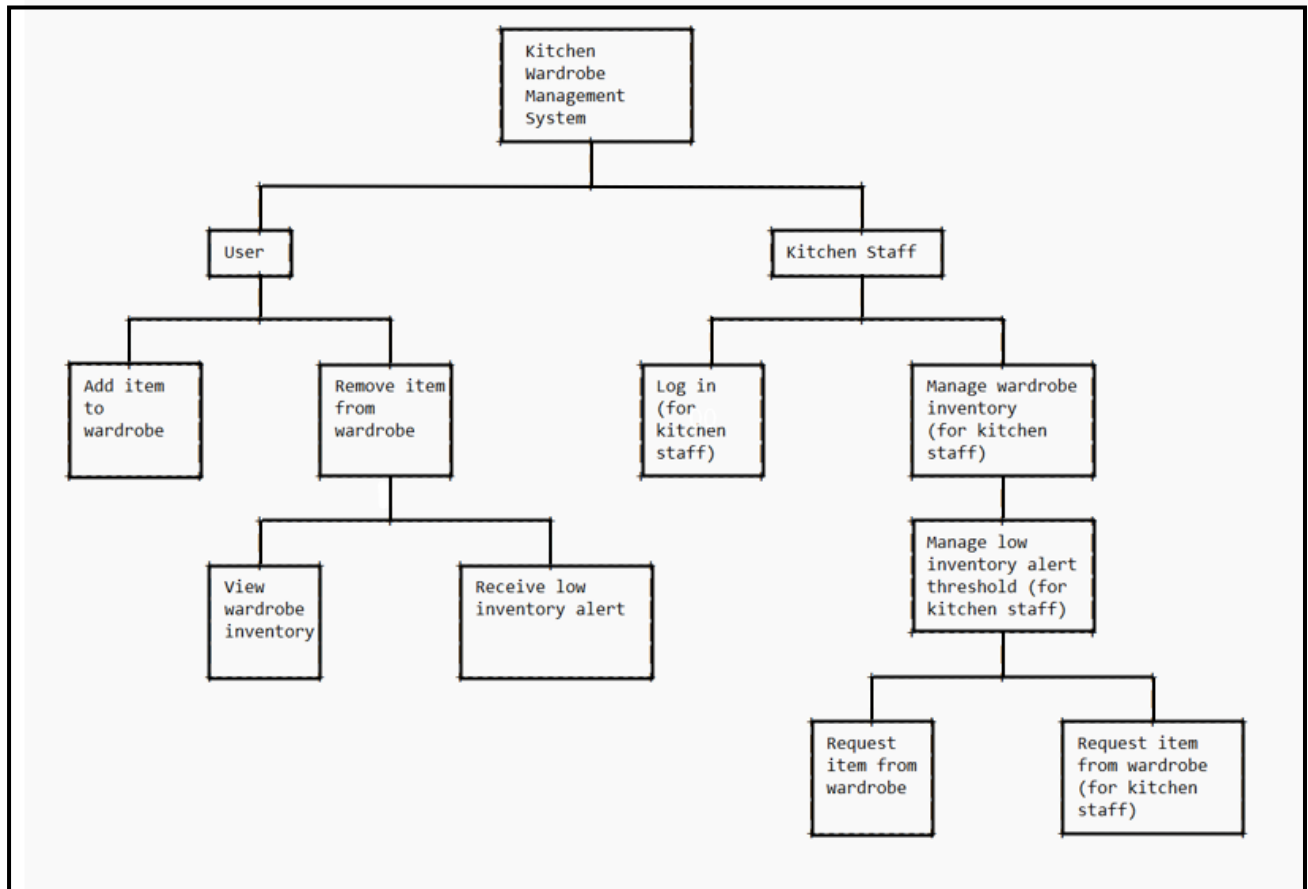 Kitchen
Wardrobe
Management
System
User
Kitchen Staff
Add item
to
wardrobe
Remove item
from
wardrobe
Log in
(for
kitchen
staff)
Manage wardrobe
inventory
(for kitchen
staff)
View
wardrobe
inventory
Receive low
inventory alert
Manage low
inventory alert
threshold (for
kitchen staff)
Request
item from
wardrobe
Request item
from wardrobe
(for kitchen
staff)